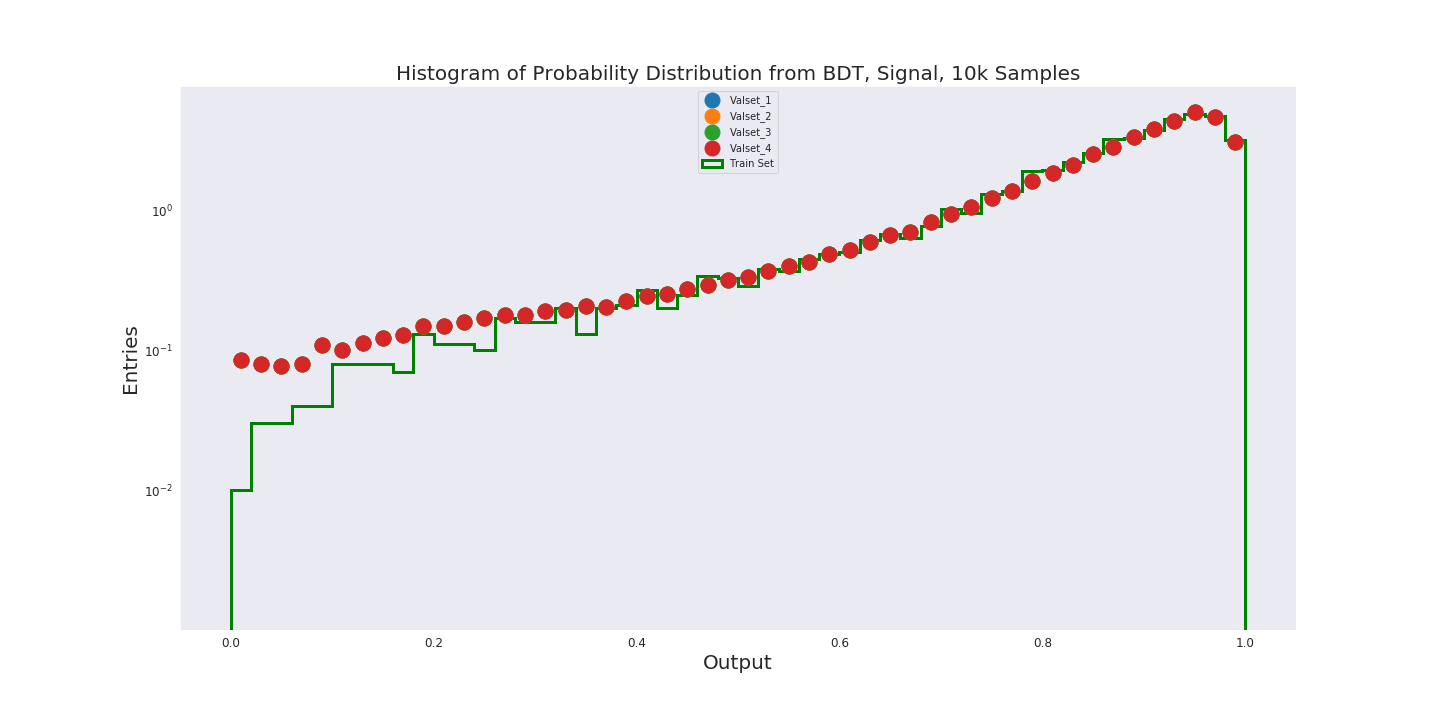 Histogram of Probability Distribution from BDT, Signal, 10k Samples
Valset_1
Valset_2
Valset_3
Valset_4
Train Set
10⁰
10⁻¹
10⁻²
Entries
0.0 0.2 0.4 0.6 0.8 1.0
Output